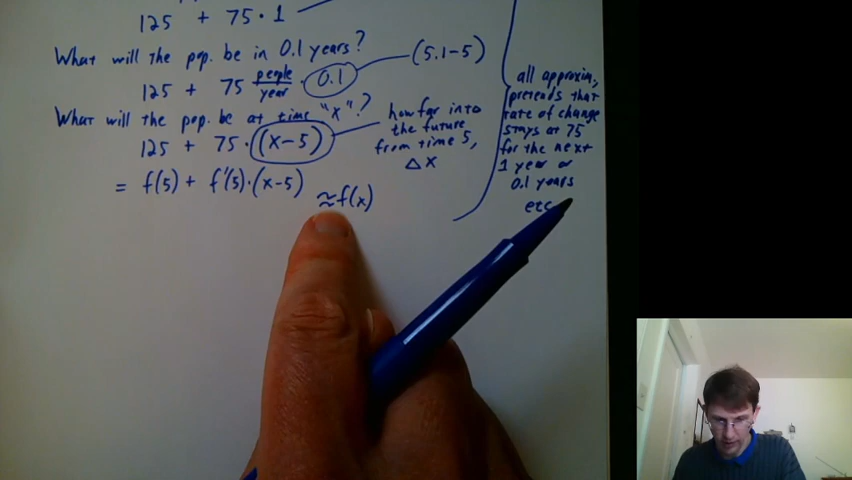 125 + 75 · 1
What will the pop. be in 0.1 years?
125 + 75 people/year · 0.1
(5.1-5)
What will the pop. be at time "x"?
125 + 75 · (x-5)
how far into
the future
from time 5,
Δx
= f(5) + f'(5)·(x-5) ≈ f(x)
all approxim,
pretends that
rate of change
stays at 75
for the next
1 year or
0.1 years
etc